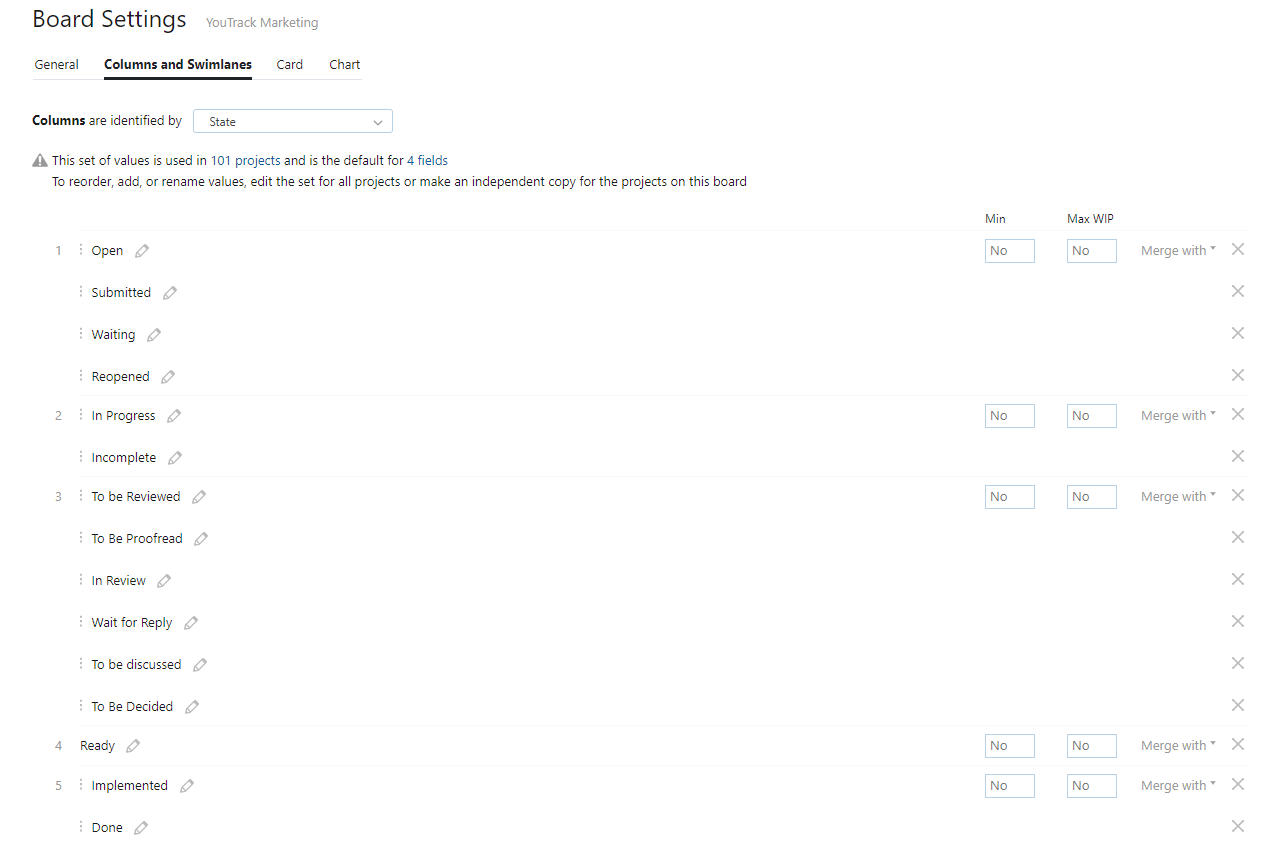 Board Settings YouTrack Marketing
General Columns and Swimlanes Card Chart
Columns are identified by State
This set of values is used in 101 projects and is the default for 4 fields
To reorder, add, or rename values, edit the set for all projects or make an independent copy for the projects on this board
Min Max WIP
1 Open No No Merge with
Submitted
Waiting
Reopened
2 In Progress No No Merge with
Incomplete
3 To be Reviewed No No Merge with
To Be Proofread
In Review
Wait for Reply
To be discussed
To Be Decided
4 Ready No No Merge with
5 Implemented No No Merge with
Done